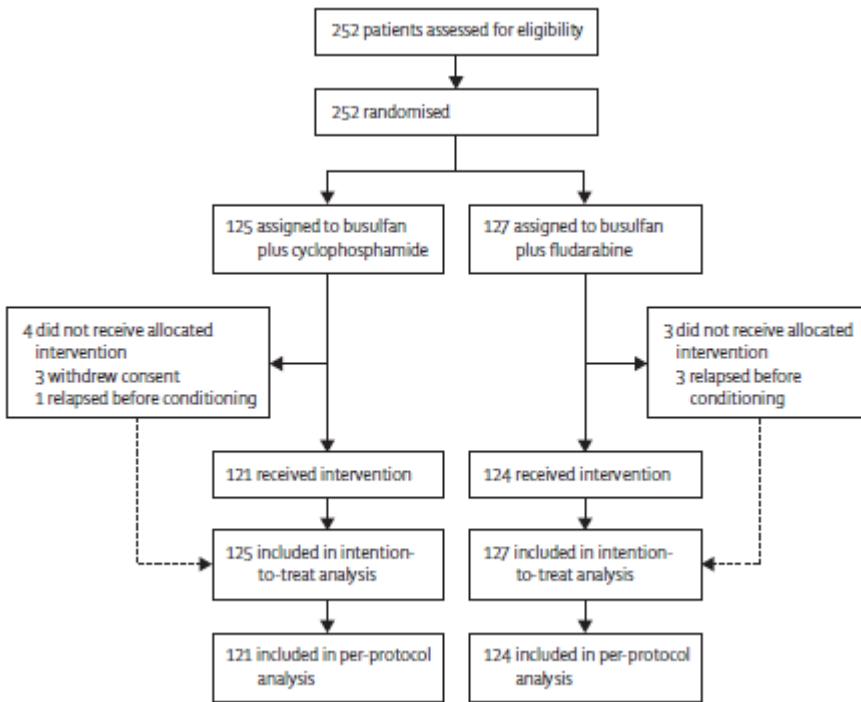 252 patients assessed for eligibility
252 randomised
125 assigned to busulfan
plus cyclophosphamide
127 assigned to busulfan
plus fludarabine
4 did not receive allocated
intervention
3 withdrew consent
1 relapsed before conditioning
3 did not receive allocated
intervention
3 relapsed before
conditioning
121 received intervention
124 received intervention
125 included in intention-
to-treat analysis
127 included in intention-
to-treat analysis
121 included in per-protocol
analysis
124 included in per-protocol
analysis